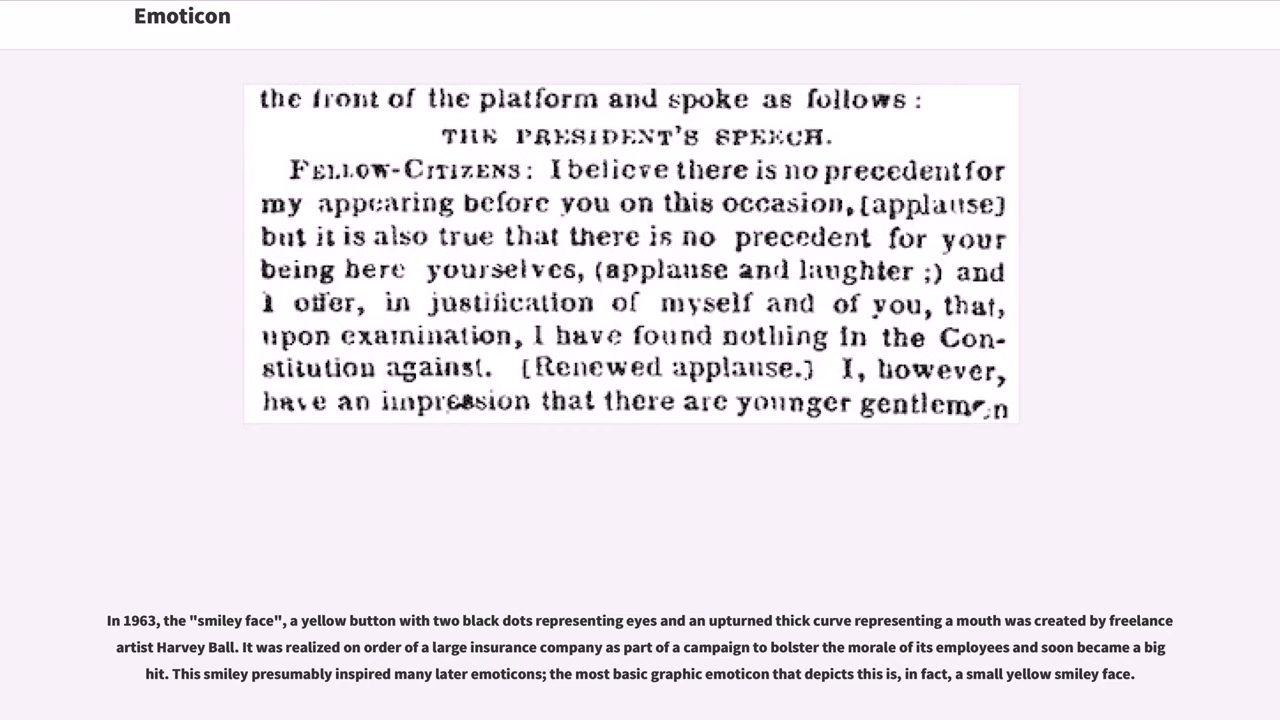 Emoticon
the front of the platform and spoke as follows :
THE PRESIDENT'S SPEECH.
FELLOW-CITIZENS : I believe there is no precedent for
my appearing before you on this occasion, [applause]
but it is also true that there is no precedent for your
being here yourselves, (applause and laughter ;) and
I offer, in justification of myself and of you, that,
upon examination, I have found nothing in the Con-
stitution against. [Renewed applause.] I, however,
have an impression that there are younger gentlemen
In 1963, the "smiley face", a yellow button with two black dots representing eyes and an upturned thick curve representing a mouth was created by freelance
artist Harvey Ball. It was realized on order of a large insurance company as part of a campaign to bolster the morale of its employees and soon became a big
hit. This smiley presumably inspired many later emoticons; the most basic graphic emoticon that depicts this is, in fact, a small yellow smiley face.